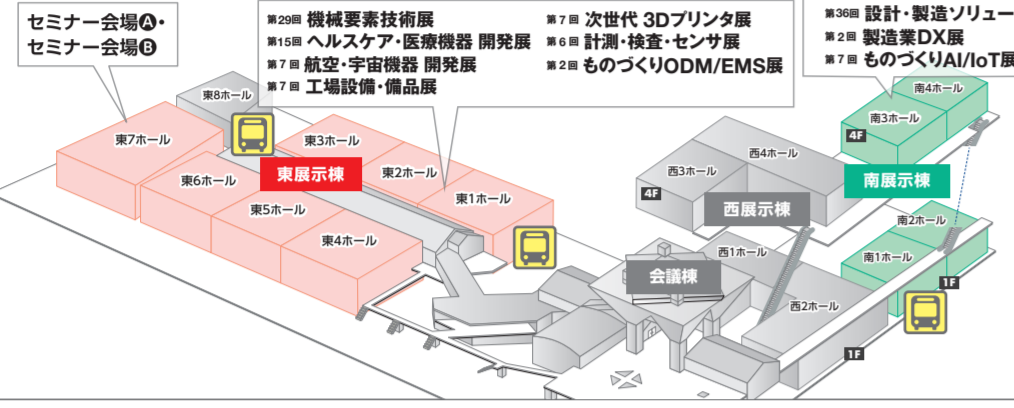 セミナー会場Ⓐ・
セミナー会場Ⓑ
第29回 機械要素技術展
第15回 ヘルスケア・医療機器 開発展
第7回 航空・宇宙機器 開発展
第7回 工場設備・備品展
第7回 次世代 3Dプリンタ展
第6回 計測・検査・センサ展
第2回 ものづくりODM/EMS展
第36回 設計・製造ソリュー
第2回 製造業DX展
第7回 ものづくりAI/IoT展
東8ホール
東7ホール
東3ホール
東2ホール
東1ホール
東6ホール
東5ホール
東4ホール
東展示棟
南4ホール
南3ホール
4F
南展示棟
西4ホール
西3ホール
4F
西展示棟
南2ホール
南1ホール
1F
西1ホール
西2ホール
1F
会議棟